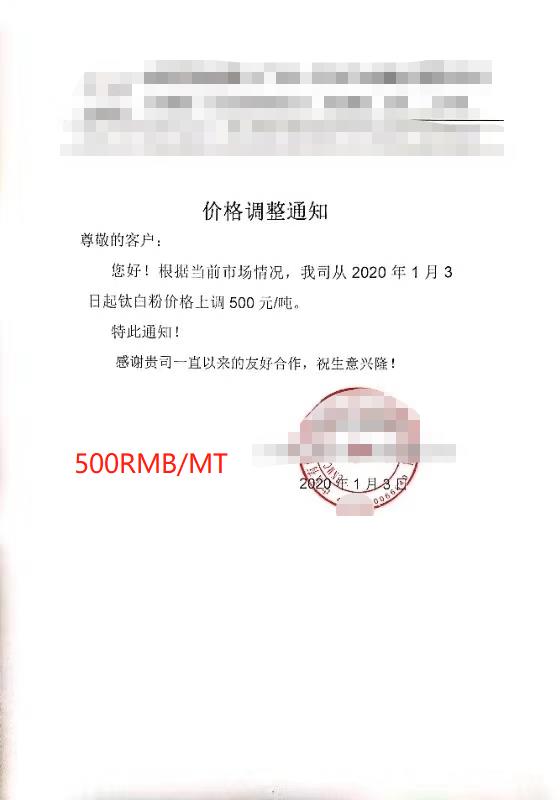 价格调整通知
尊敬的客户：
您好！根据当前市场情况，我司从 2020 年 1 月 3
日起钛白粉价格上调 500 元/吨。
特此通知！
感谢贵司一直以来的友好合作，祝生意兴隆！
500RMB/MT
2020 年 1 月 3 日